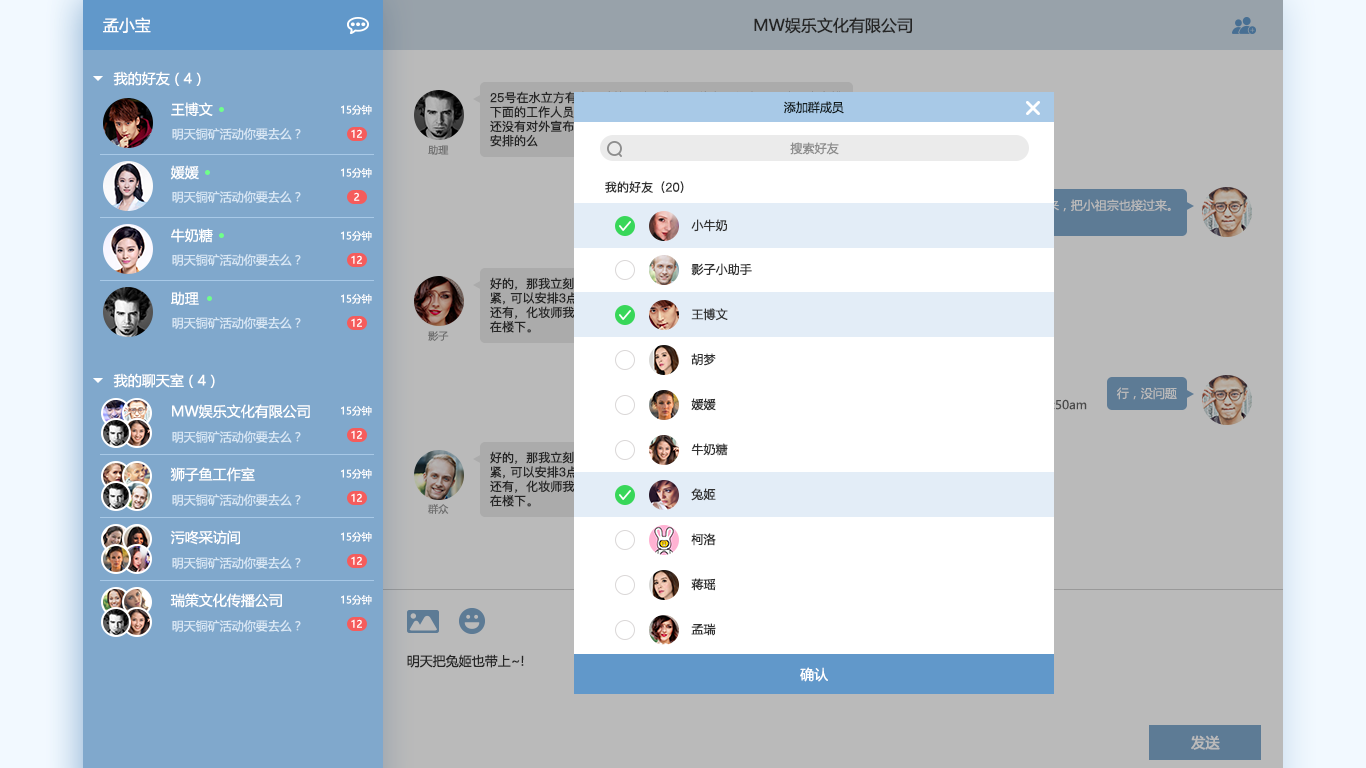 孟小宝
我的好友 ( 4 )
王博文
15分钟
明天铜矿活动你要去么？
12
媛媛
15分钟
明天铜矿活动你要去么？
2
牛奶糖
15分钟
明天铜矿活动你要去么？
12
助理
15分钟
明天铜矿活动你要去么？
12
我的聊天室 ( 4 )
MW娱乐文化有限公司
15分钟
明天铜矿活动你要去么？
12
狮子鱼工作室
15分钟
明天铜矿活动你要去么？
12
污咚采访间
15分钟
明天铜矿活动你要去么？
12
瑞策文化传播公司
15分钟
明天铜矿活动你要去么？
12
MW娱乐文化有限公司
25号在水立方有
下面的工作人员
还没有对外宣布
安排的么
助理
来，把小祖宗也接过来。
好的，那我立刻
紧, 可以安排3点
还有，化妆师我
在楼下。
影子
行，没问题
50am
好的，那我立刻
紧, 可以安排3点
还有，化妆师我
在楼下。
群众
明天把兔姬也带上~!
发送
添加群成员
搜索好友
我的好友（20）
小牛奶
影子小助手
王博文
胡梦
媛媛
牛奶糖
兔姬
柯洛
蒋瑶
孟瑞
确认